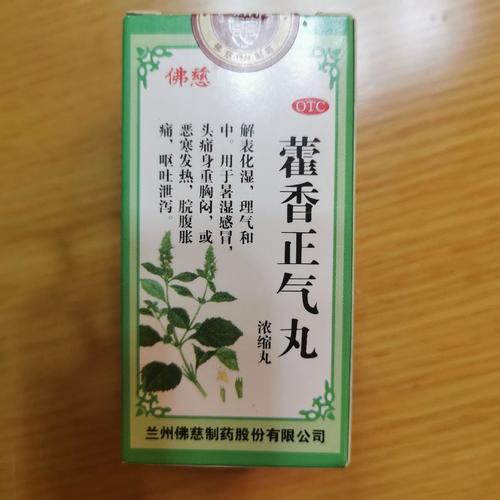 佛慈
OTC
藿香正气丸
浓缩丸
解表化湿，理气和
中。用于暑湿感冒，
头痛身重胸闷，或
恶寒发热，脘腹胀
痛，呕吐泄泻。
兰州佛慈制药股份有限公司